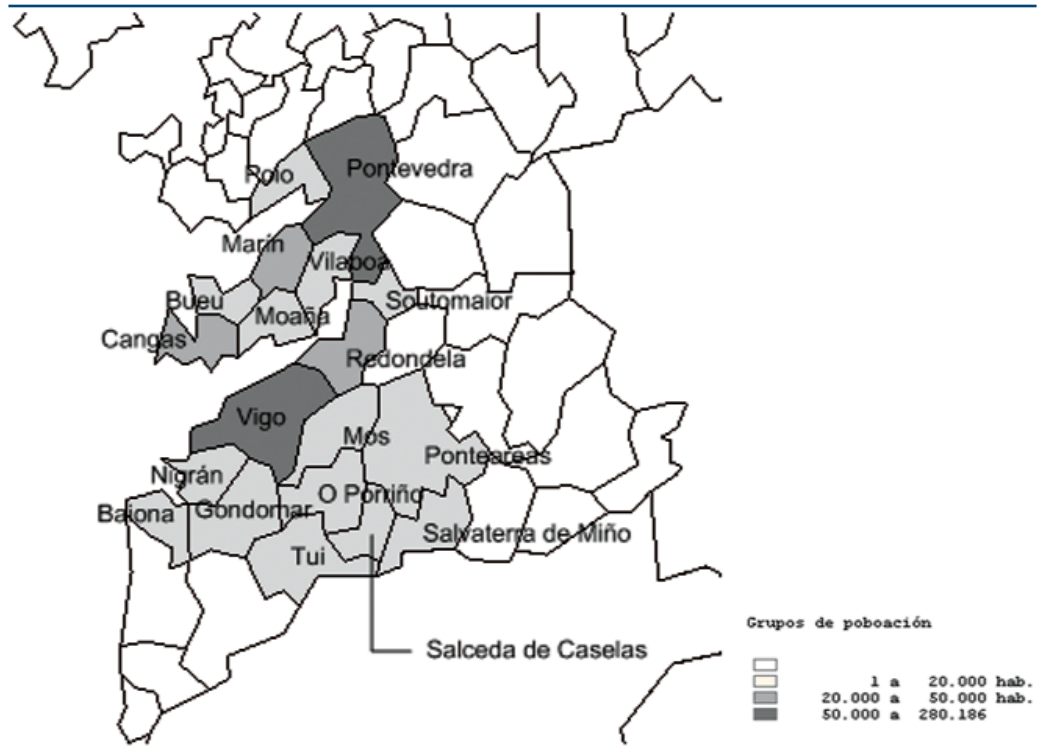 Poio
Pontevedra
Marín
Vilaboa
Bueu
Moaña
Soutomaior
Cangas
Redondela
Vigo
Mos
Ponteareas
Nigrán
O Porriño
Baiona
Gondomar
Salvaterra de Miño
Tui
Salceda de Caselas
Grupos de poboación
1 a 20.000 hab.
20.000 a 50.000 hab.
50.000 a 280.186